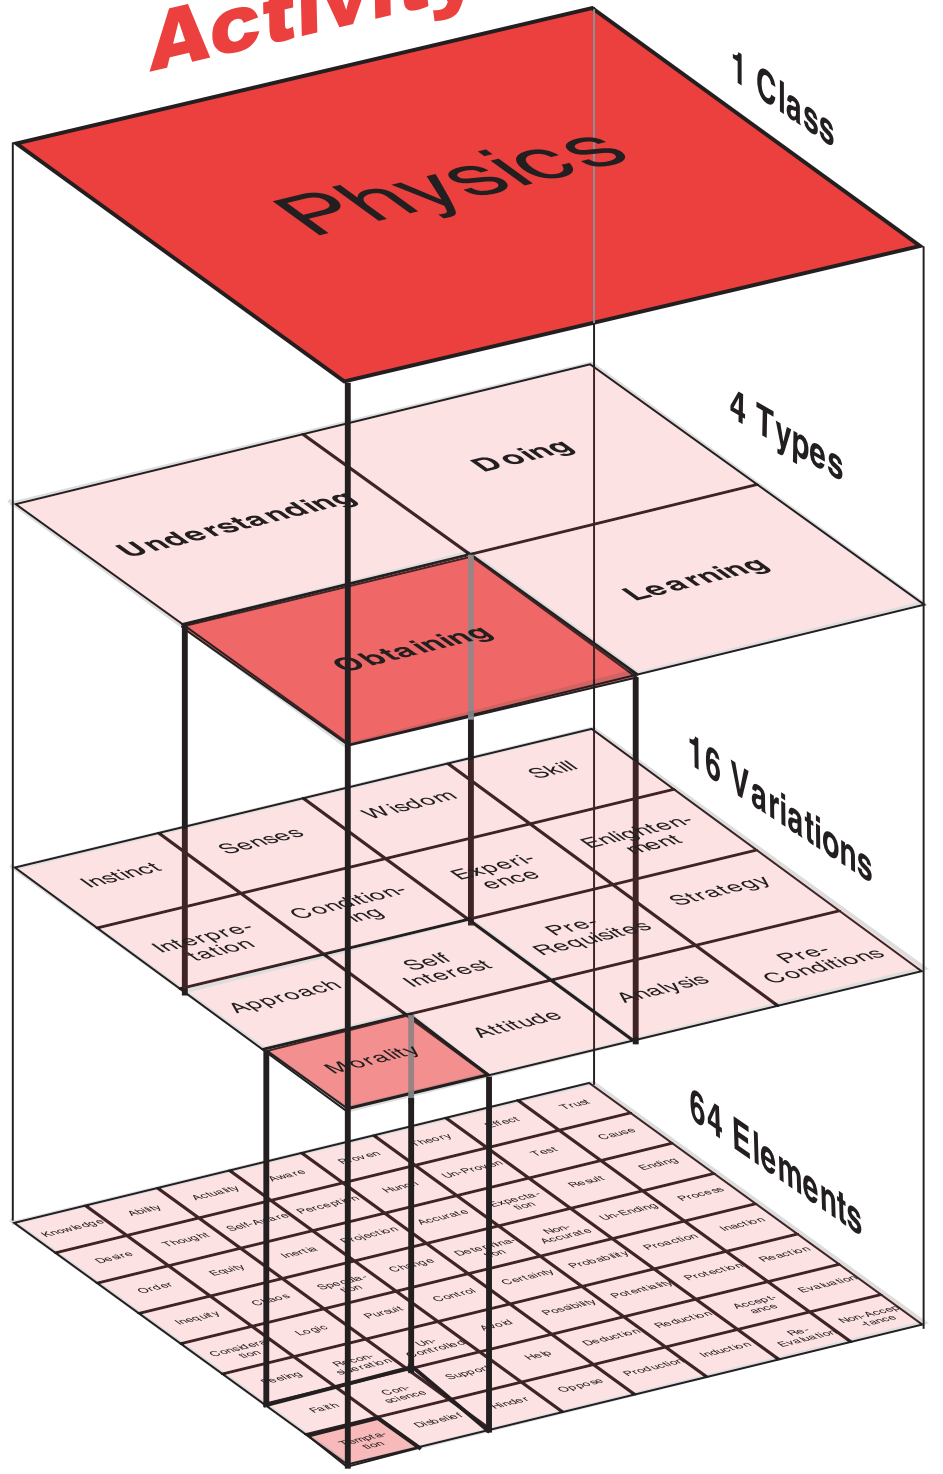 Activity
Physics
1 Class
4 Types
Doing
Understanding
Learning
Obtaining
16 Variations
Skill
Wisdom
Senses
Instinct
Enlighten-
ment
Experi-
ence
Condition-
ing
Interpre-
tation
Strategy
Pre-
Requisites
Self
Interest
Approach
Pre-
Conditions
Analysis
Attitude
Morality
64 Elements
Trust
Effect
Theory
Proven
Aware
Actuality
Ability
Knowledge
Cause
Test
Un-Proven
Hunch
Perception
Self-Aware
Thought
Desire
Ending
Result
Expecta-
tion
Accurate
Projection
Inertia
Equity
Order
Process
Un-Ending
Non-
Accurate
Determina-
tion
Change
Specula-
tion
Chaos
Inequity
Inaction
Proaction
Probability
Certainty
Control
Pursuit
Logic
Considera-
tion
Reaction
Protection
Potentiality
Possability
Avoid
Un-
Controlled
Recon-
sideration
Feeling
Evaluation
Accept-
ance
Reduction
Deduction
Help
Support
Con-
science
Faith
Non-Accep
-tance
Re-
Evaluation
Induction
Production
Oppose
Hinder
Disbelief
Tempta-
tion